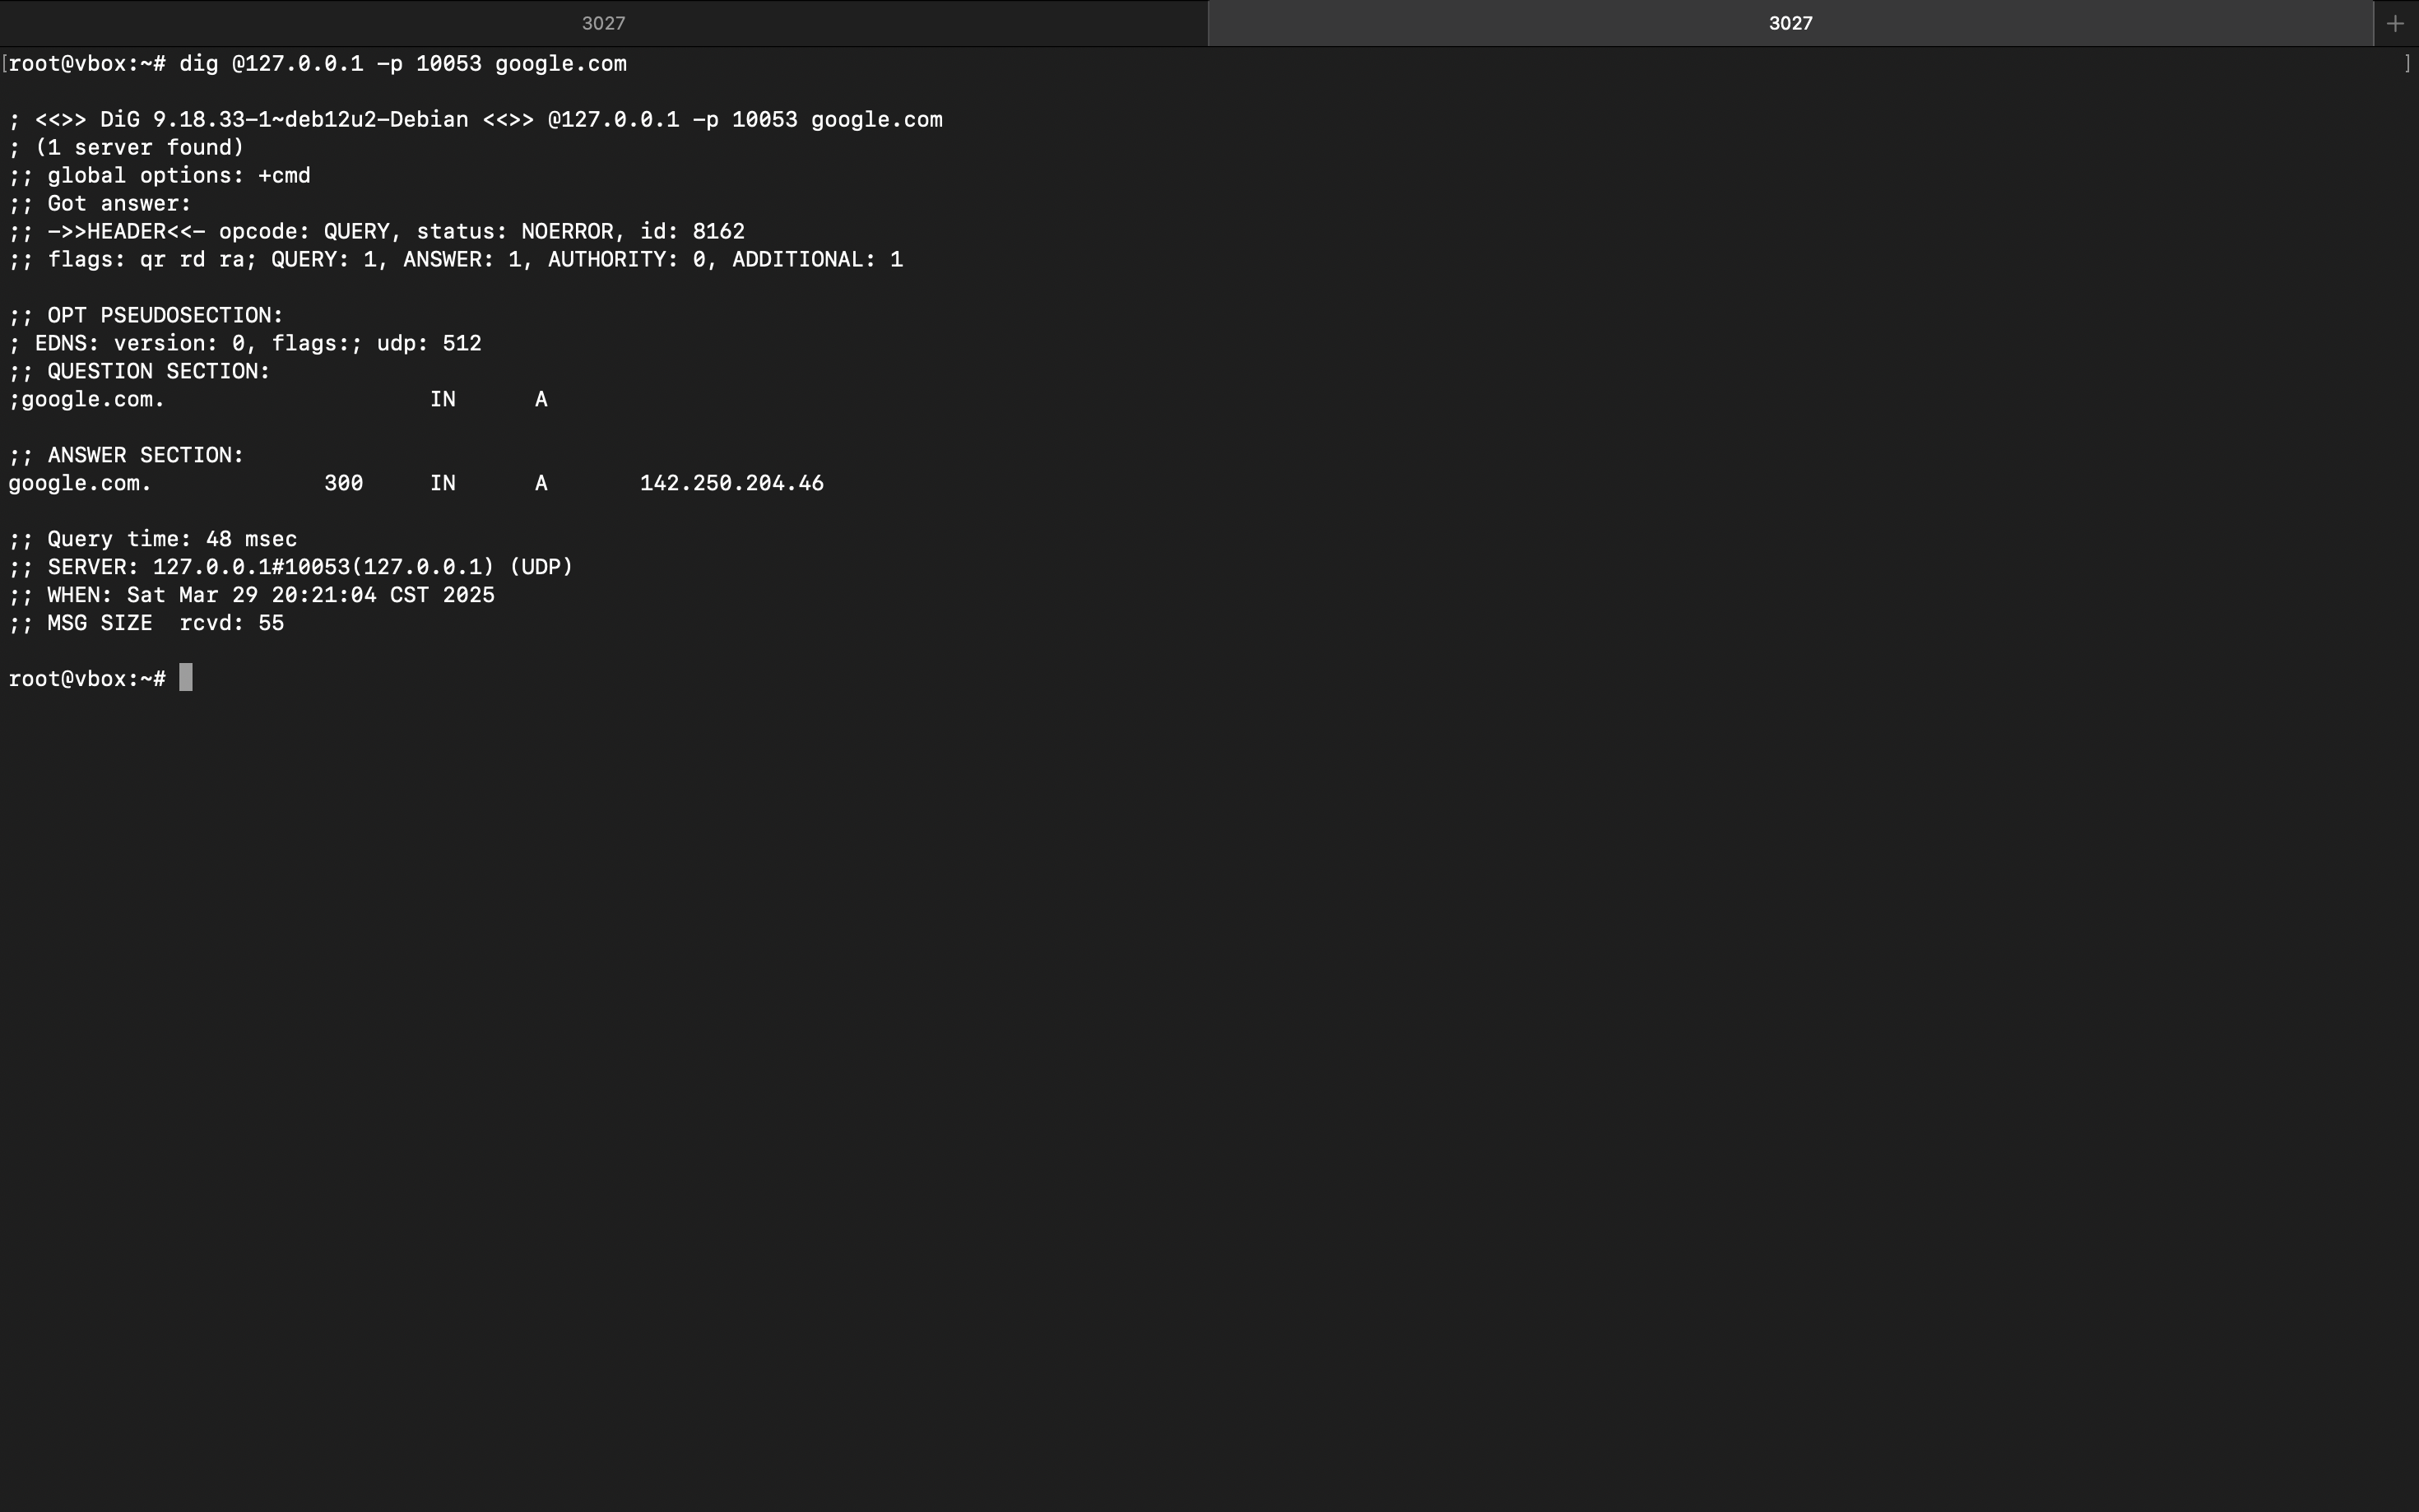 3027 3027 +
[root@vbox:~# dig @127.0.0.1 -p 10053 google.com ]
; <<>> DiG 9.18.33-1~deb12u2-Debian <<>> @127.0.0.1 -p 10053 google.com
; (1 server found)
;; global options: +cmd
;; Got answer:
;; ->>HEADER<<- opcode: QUERY, status: NOERROR, id: 8162
;; flags: qr rd ra; QUERY: 1, ANSWER: 1, AUTHORITY: 0, ADDITIONAL: 1
;; OPT PSEUDOSECTION:
; EDNS: version: 0, flags:; udp: 512
;; QUESTION SECTION:
;google.com. IN A
;; ANSWER SECTION:
google.com. 300 IN A 142.250.204.46
;; Query time: 48 msec
;; SERVER: 127.0.0.1#10053(127.0.0.1) (UDP)
;; WHEN: Sat Mar 29 20:21:04 CST 2025
;; MSG SIZE  rcvd: 55
root@vbox:~#